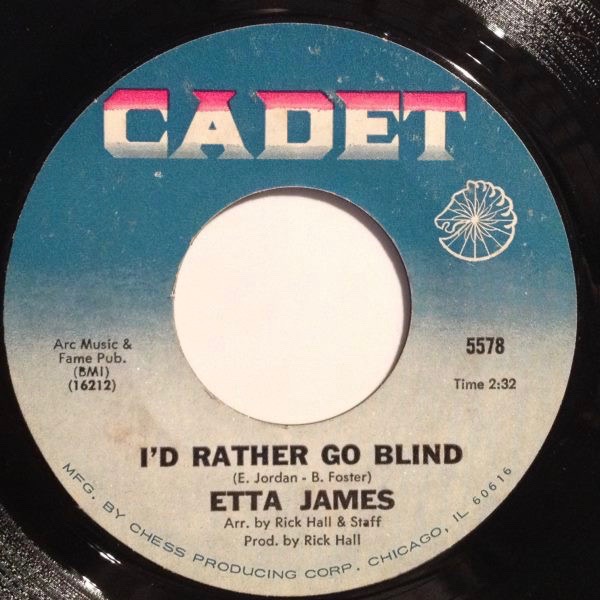 CADET
Arc Music &
Fame Pub.
(BMI)
(16212)
5578
Time 2:32
I'D RATHER GO BLIND
(E. Jordan - B. Foster)
ETTA JAMES
Arr. by Rick Hall & Staff
Prod. by Rick Hall
MFG. BY CHESS PRODUCING CORP. CHICAGO, IL 60616